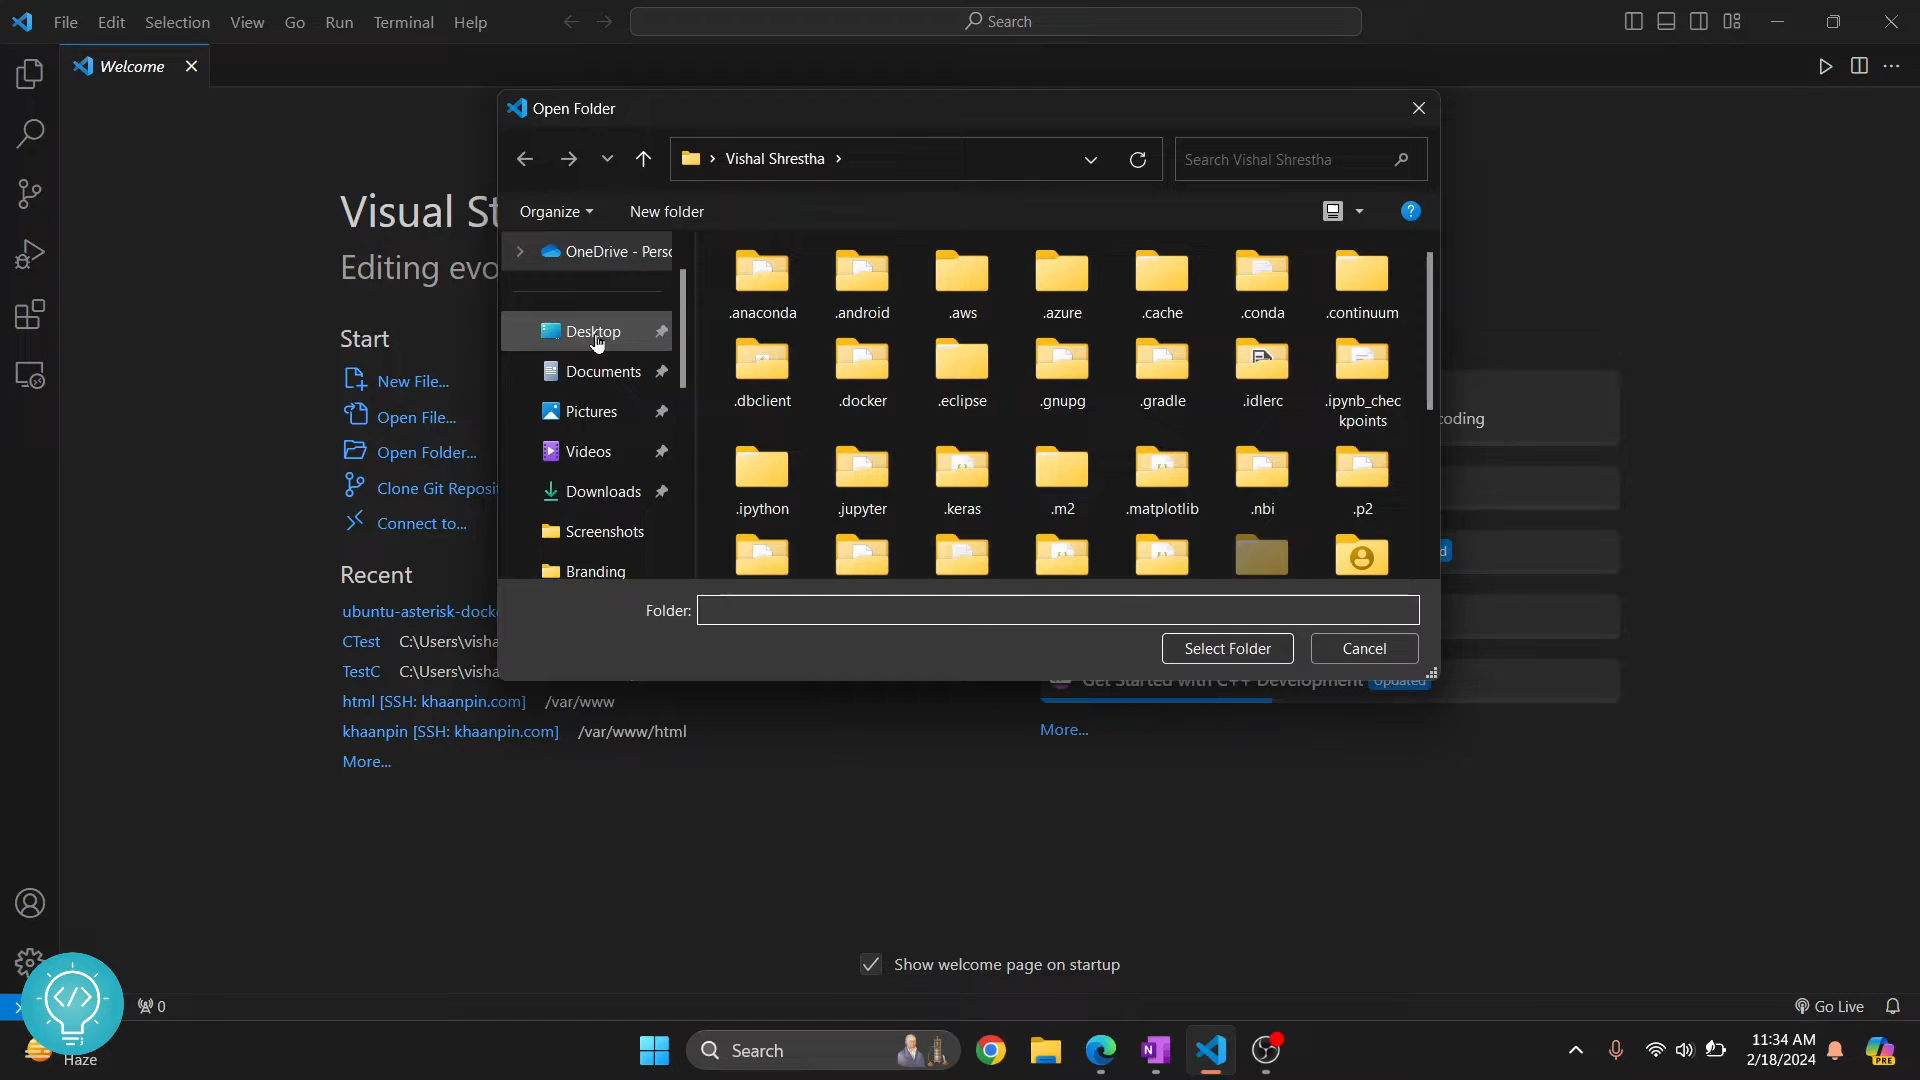 File Edit Selection View Go Run Terminal Help
Search
Welcome
Open Folder
Vishal Shrestha
Search Vishal Shrestha
Organize
New folder
OneDrive - Perso
Desktop
Documents
Pictures
Videos
Downloads
Screenshots
Branding
.anaconda .android .aws .azure .cache .conda .continuum
.dbclient .docker .eclipse .gnupg .gradle .idlerc .ipynb_chec
kpoints
.ipython .jupyter .keras .m2 .matplotlib .nbi .p2
Folder:
Select Folder Cancel
Visual St
Editing evo
Start
New File...
Open File...
Open Folder...
Clone Git Reposit
Connect to...
Recent
ubuntu-asterisk-docke
CTest C:\Users\visha
TestC C:\Users\visha
html [SSH: khaanpin.com] /var/www
khaanpin [SSH: khaanpin.com] /var/www/html
More...
coding
d
Get Started with C++ Development Updated
More...
Show welcome page on startup
0
Go Live
Haze
Search
11:34 AM
2/18/2024
PRE